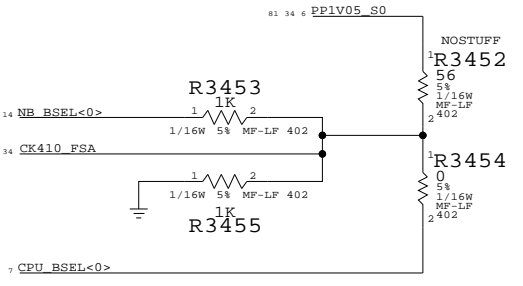 81 34 6 PP1V05_S0
NOSTUFF
1 R3452
56
5%
1/16W
MF-LF
2 402
R3453
1K
14 NB_BSEL<0> 1 2
1/16W 5% MF-LF 402
34 CK410_FSA
1 R3454
0
5%
1/16W
MF-LF
2 402
1 2
1/16W 5% MF-LF 402
1K
R3455
7 CPU_BSEL<0>